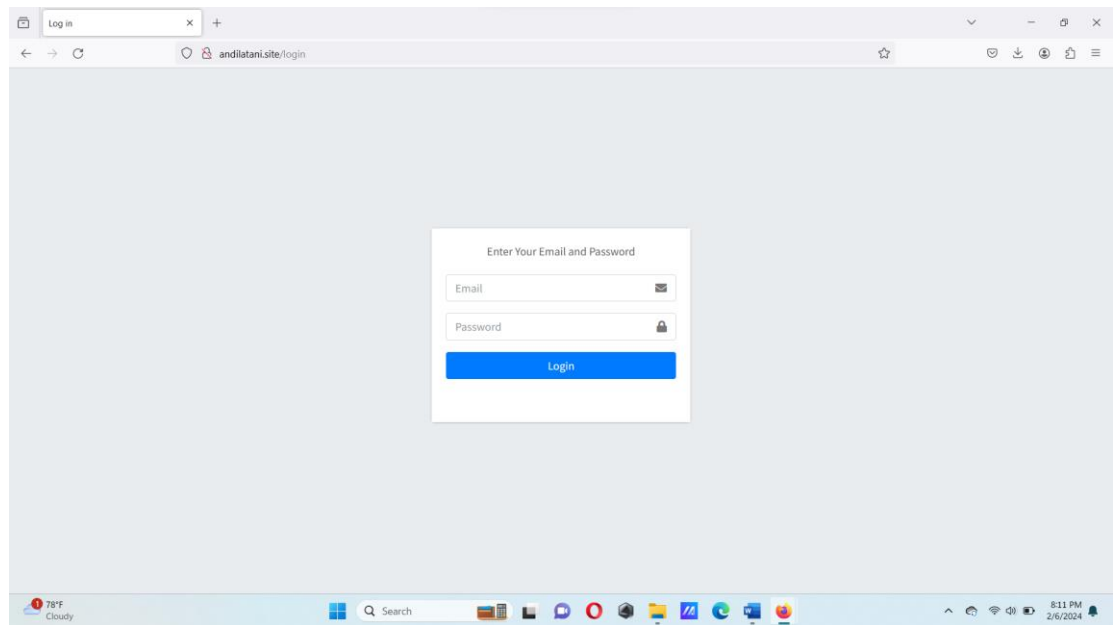 Log in
andilatani.site/login
Enter Your Email and Password
Email
Password
Login
1
78°F
Cloudy
Search
8:11 PM
2/6/2024